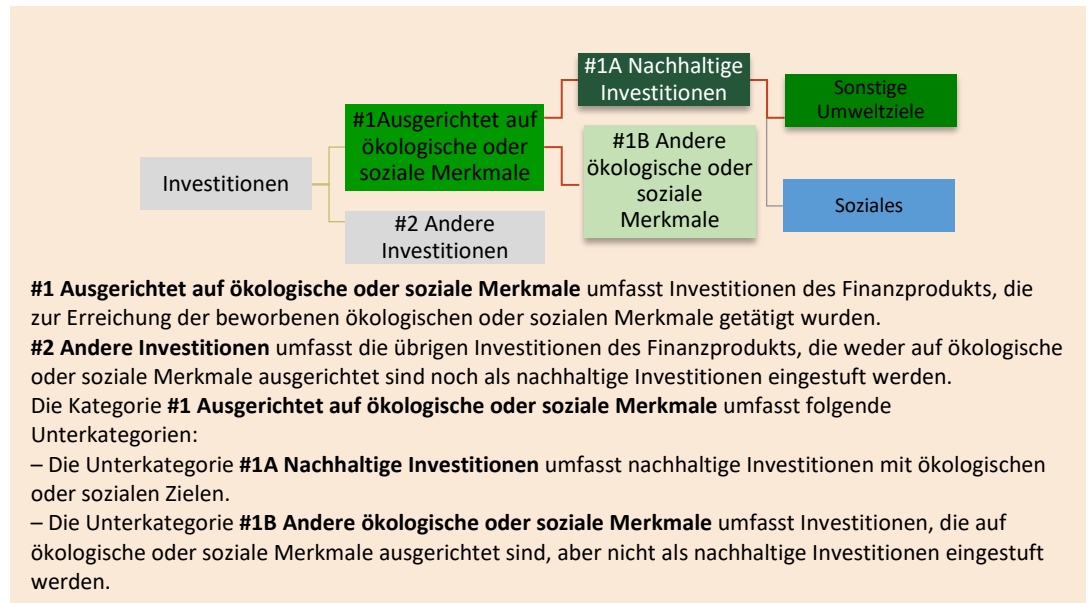 #1A Nachhaltige
Investitionen
Sonstige
Umweltziele
#1Ausgerichtet auf
ökologische oder
soziale Merkmale
#1B Andere
ökologische oder
soziale
Merkmale
Investitionen
Soziales
#2 Andere
Investitionen
#1 Ausgerichtet auf ökologische oder soziale Merkmale umfasst Investitionen des Finanzprodukts, die
zur Erreichung der beworbenen ökologischen oder sozialen Merkmale getätigt wurden.
#2 Andere Investitionen umfasst die übrigen Investitionen des Finanzprodukts, die weder auf ökologische
oder soziale Merkmale ausgerichtet sind noch als nachhaltige Investitionen eingestuft werden.
Die Kategorie #1 Ausgerichtet auf ökologische oder soziale Merkmale umfasst folgende
Unterkategorien:
– Die Unterkategorie #1A Nachhaltige Investitionen umfasst nachhaltige Investitionen mit ökologischen
oder sozialen Zielen.
– Die Unterkategorie #1B Andere ökologische oder soziale Merkmale umfasst Investitionen, die auf
ökologische oder soziale Merkmale ausgerichtet sind, aber nicht als nachhaltige Investitionen eingestuft
werden.